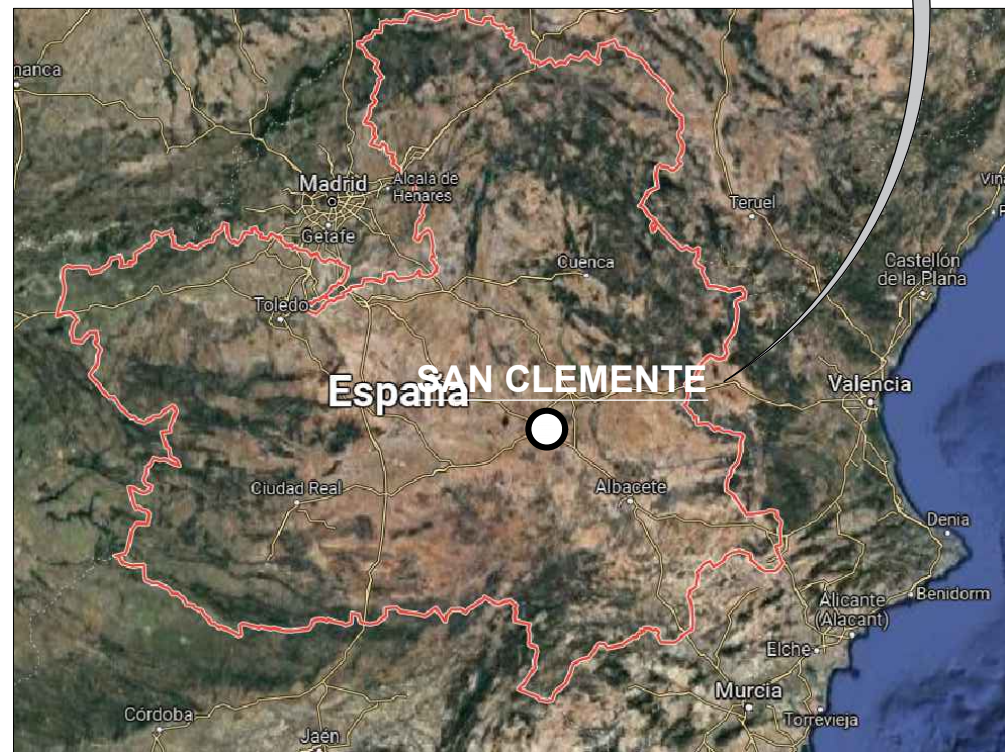 manca
Madrid
Alcalá de
Henares
Getafe
Teruel
Cuenca
Castellón
de la Plana
Toledo
España
SAN CLEMENTE
Valencia
Ciudad Real
Albacete
Denia
Benidorm
Alicante
(Alacant)
Elche
Murcia
Torrevieja
Córdoba
Jaén